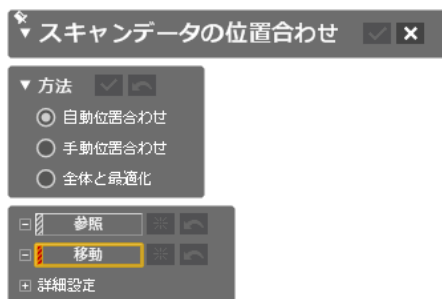 スキャンデータの位置合わせ
方法
自動位置合わせ
手動位置合わせ
全体と最適化
参照
移動
詳細設定